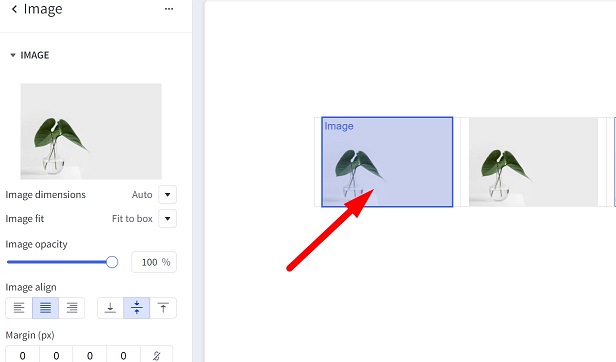 Image
IMAGE
Image
Image dimensions Auto
Image fit Fit to box
Image opacity
100 %
Image align
Margin (px)
0 0 0 0